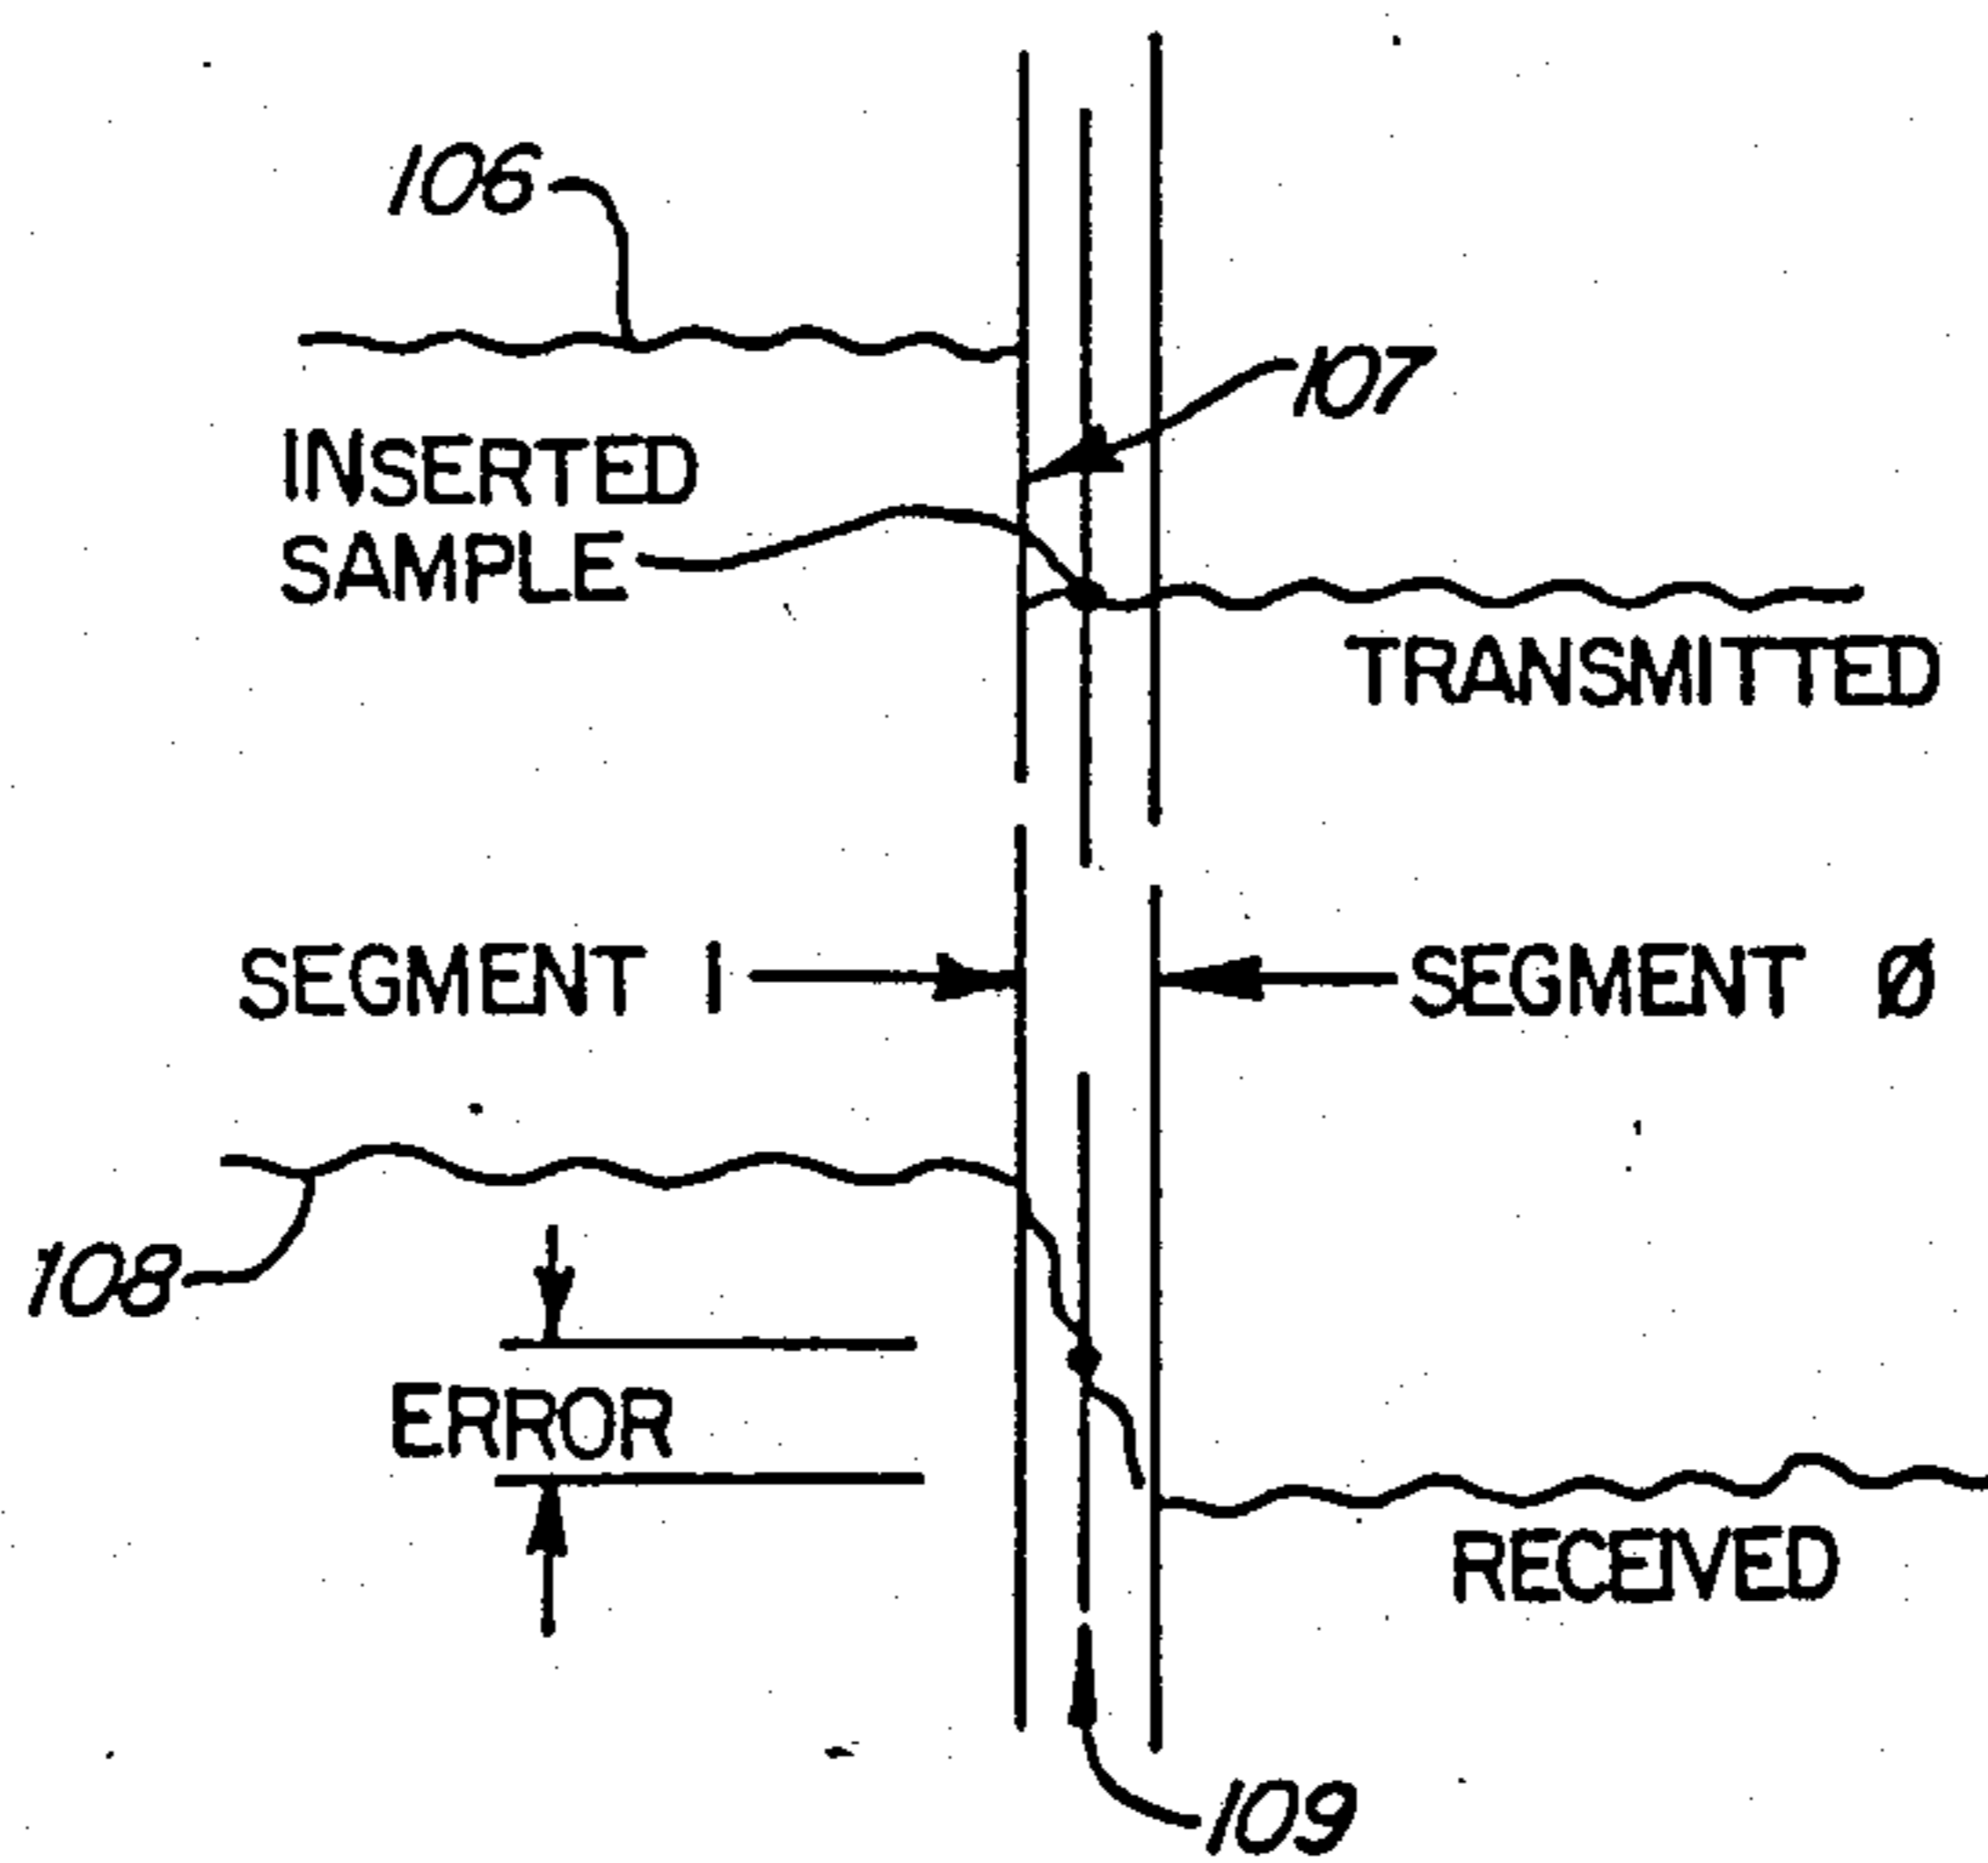 106
107
INSERTED
SAMPLE
TRANSMITTED
SEGMENT 1
SEGMENT Ø
108
ERROR
RECEIVED
109